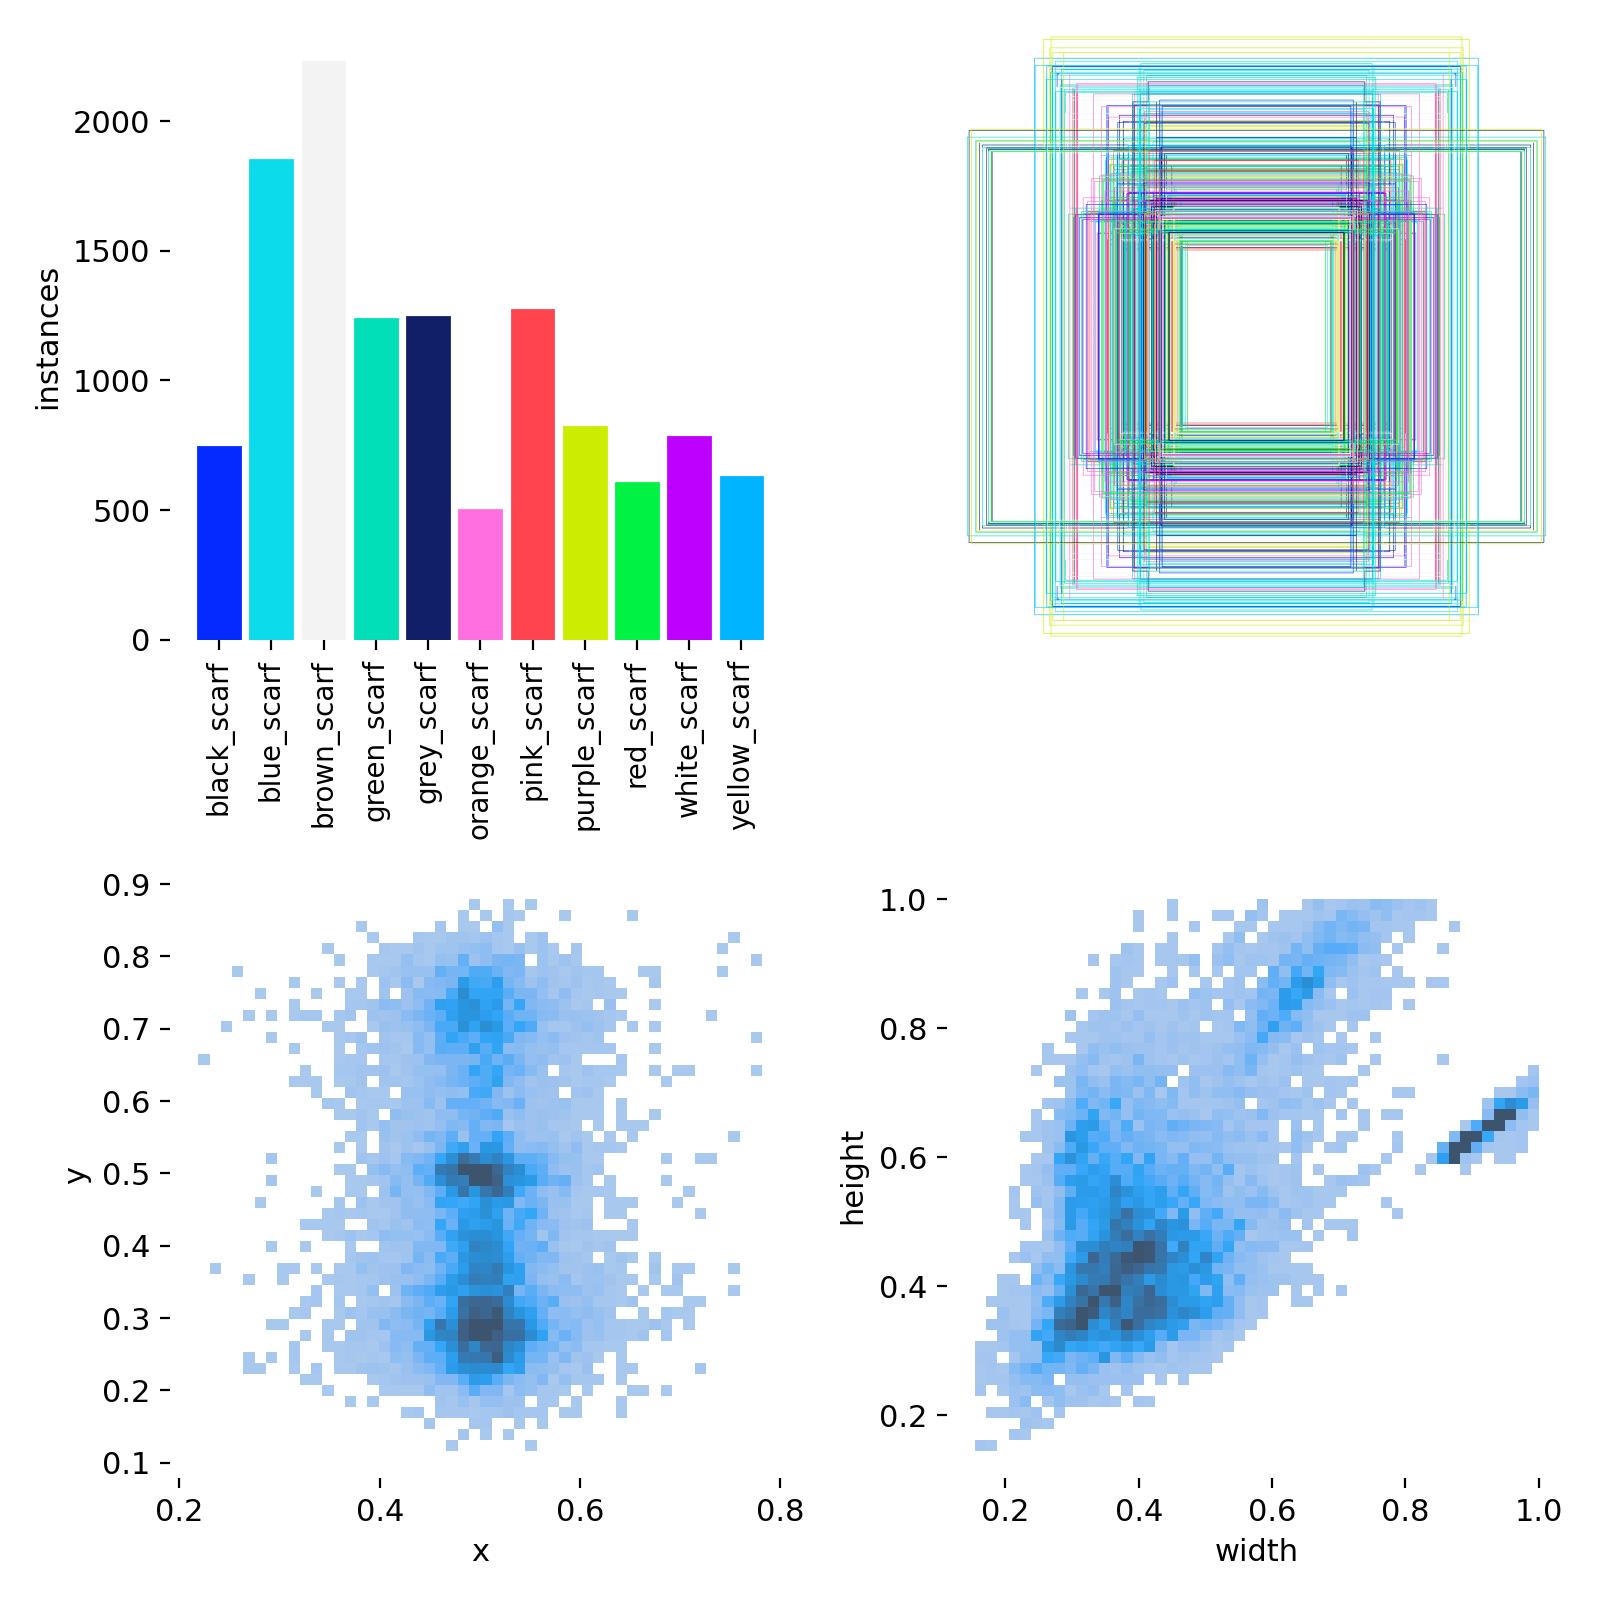 instances
2000
1500
1000
500
0
black_scarf
blue_scarf
brown_scarf
green_scarf
grey_scarf
orange_scarf
pink_scarf
purple_scarf
red_scarf
white_scarf
yellow_scarf
y
0.9
0.8
0.7
0.6
0.5
0.4
0.3
0.2
0.1
0.2 0.4 0.6 0.8
x
height
1.0
0.8
0.6
0.4
0.2
0.2 0.4 0.6 0.8 1.0
width